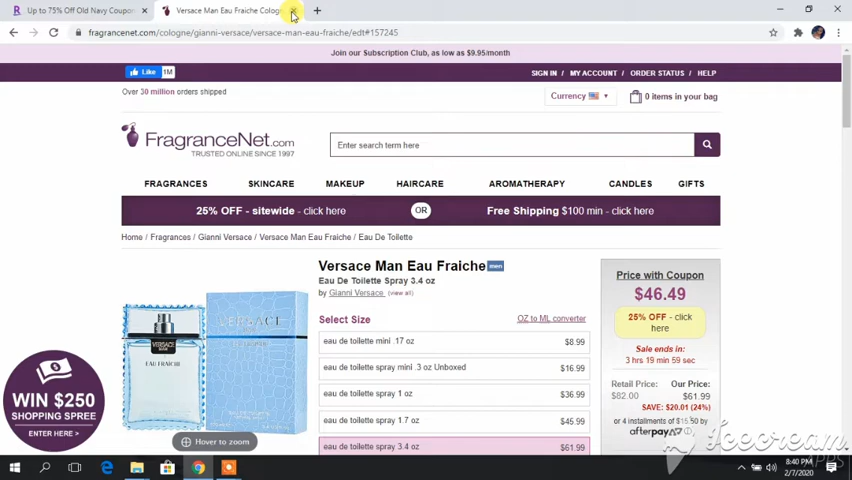 Up to 75% Off Old Navy Coupon
Versace Man Eau Fraiche Colog
fragrancenet.com/cologne/gianni-versace/versace-man-eau-fraiche/edt#157245
Join our Subscription Club, as low as $9.95/month
Like 1M
SIGN IN / MY ACCOUNT / ORDER STATUS / HELP
Over 30 million orders shipped
Currency
0 items in your bag
FragranceNet.com
TRUSTED ONLINE SINCE 1997
Enter search term here
FRAGRANCES SKINCARE MAKEUP HAIRCARE AROMATHERAPY CANDLES GIFTS
25% OFF - sitewide - click here OR Free Shipping $100 min - click here
Home / Fragrances / Gianni Versace / Versace Man Eau Fraiche / Eau De Toilette
Versace Man Eau Fraiche men
Eau De Toilette Spray 3.4 oz
by Gianni Versace (view all)
Select Size OZ to ML converter
eau de toilette mini .17 oz $8.99
eau de toilette spray mini .3 oz Unboxed $16.99
eau de toilette spray 1 oz $36.99
eau de toilette spray 1.7 oz $45.99
eau de toilette spray 3.4 oz $61.99
Price with Coupon
$46.49
25% OFF - click
here
Sale ends in:
3 hrs 19 min 59 sec
Retail Price: Our Price:
$82.00 $61.99
SAVE: $20.01 (24%)
or 4 installments of $15.50 by
afterpay
VERSACE
VERSACE
EAU FRAICHE
EAU FRAICHE
WIN $250
SHOPPING SPREE
ENTER HERE >
Hover to zoom
Icecream
APPS
8:40 PM
2/7/2020